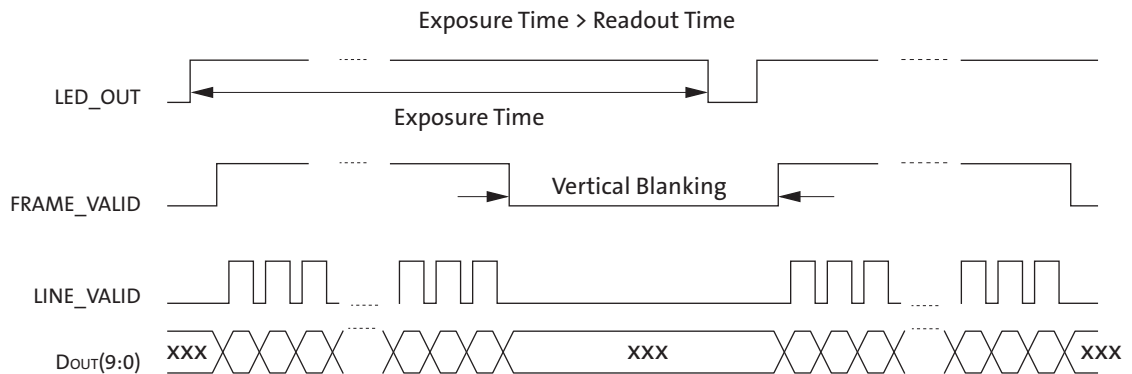 Exposure Time > Readout Time
LED_OUT
Exposure Time
FRAME_VALID
Vertical Blanking
LINE_VALID
DOUT(9:0)
XXX
XXX
XXX